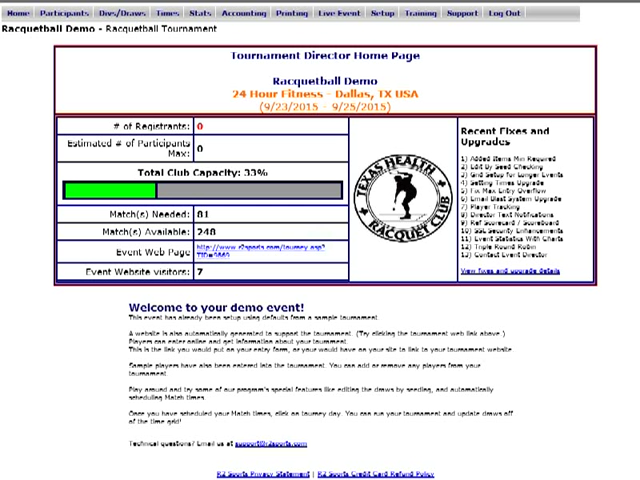 Home Participants Divs/Draws Times Stats Accounting Printing Live Event Setup Training Support Log Out
Racquetball Demo - Racquetball Tournament
Tournament Director Home Page
Racquetball Demo
24 Hour Fitness - Dallas, TX USA
(9/23/2015 - 9/25/2015)
# of Registrants: 0
Estimated # of Participants Max: 0
Total Club Capacity: 33%
Match(s) Needed: 81
Match(s) Available: 248
Event Web Page http://www.r2sports.com/tourney.asp?
TID=9869
Event Website visitors: 7
TEXAS HEALTH
RACQUET CLUB
Recent Fixes and
Upgrades
1) Added Items Min Required
2) Edit By Seed Checking
3) Grid Setup for Longer Events
4) Setting Times Upgrade
5) Fix Max Entry Overflow
6) Email Blast System Upgrade
7) Player Tracking
8) Director Text Notifications
9) Ref Scorecard / Scoreboard
10) SSL Security Enhancements
11) Event Statistics With Charts
12) Triple Round Robin
13) Contact Event Director
View fixes and upgrade details
Welcome to your demo event!
This event has already been setup using defaults from a sample tournament.
A website is also automatically generated to support the tournament. (Try clicking the tournament web link above.)
Players can enter online and get information about your tournament.
This is the link you would put on your entry form, or your would have on your site to link to your tournament website.
Sample players have also been entered into the tournament. You can add or remove any players from your
tournament.
Play around and try some of our program's special features like editing the draws by seeding, and automatically
scheduling Match times.
Once you have scheduled your Match times, click on tourney day. You can run your tournament and update draws off
of the time grid!
Technical questions? Email us at support@r2sports.com
R2 Sports Privacy Statement | R2 Sports Credit Card Refund Policy